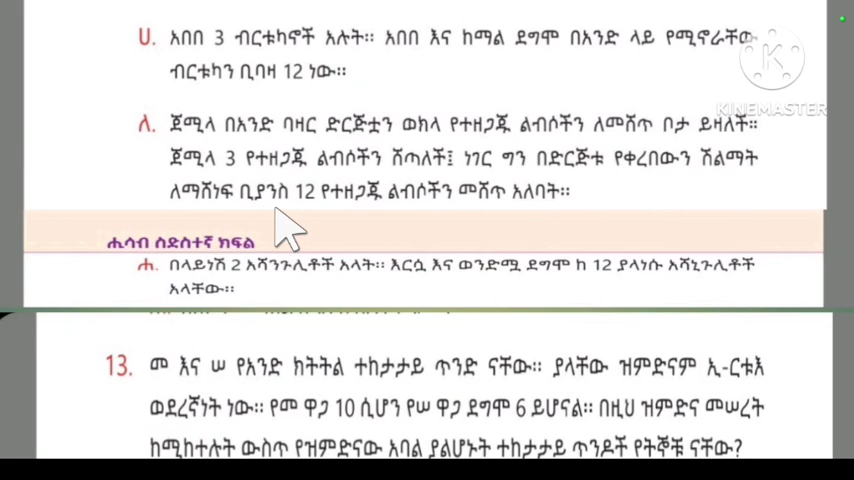 ሀ. አበበ 3 ብርቱካኖች አሉት። አበበ እና ከማል ደግሞ በአንድ ላይ የሚኖራቸው
ብርቱካን ቢባዛ 12 ነው።
KINEMASTER
ለ. ጀሚላ በአንድ ባዛር ድርጅቷን ወክላ የተዘጋጁ ልብሶችን ለመሸጥ ቦታ ይዛለች።
ጀሚላ 3 የተዘጋጁ ልብሶችን ሸጣለች፤ ነገር ግን በድርጅቱ የቀረበውን ሽልማት
ለማሸነፍ ቢያንስ 12 የተዘጋጁ ልብሶችን መሸጥ አለባት።
ሒሳብ ስድስተኛ ክፍል
ሐ. በላይነሽ 2 አሻንጉሊቶች አላት። እርሷ እና ወንድሟ ደግሞ ከ 12 ያላነሱ አሻኒጉሊቶች
አላቸው።
13. መ እና ሠ የአንድ ክትትል ተከታታይ ጥንድ ናቸው። ያላቸው ዝምድናም ኢ-ርቱእ
ወደረኛነት ነው። የመ ዋጋ 10 ሲሆን የሠ ዋጋ ደግሞ 6 ይሆናል። በዚህ ዝምድና መሠረት
ከሚከተሉት ውስጥ የዝምድናው አባል ያልሆኑት ተከታታይ ጥንዶች የትኞቹ ናቸው?